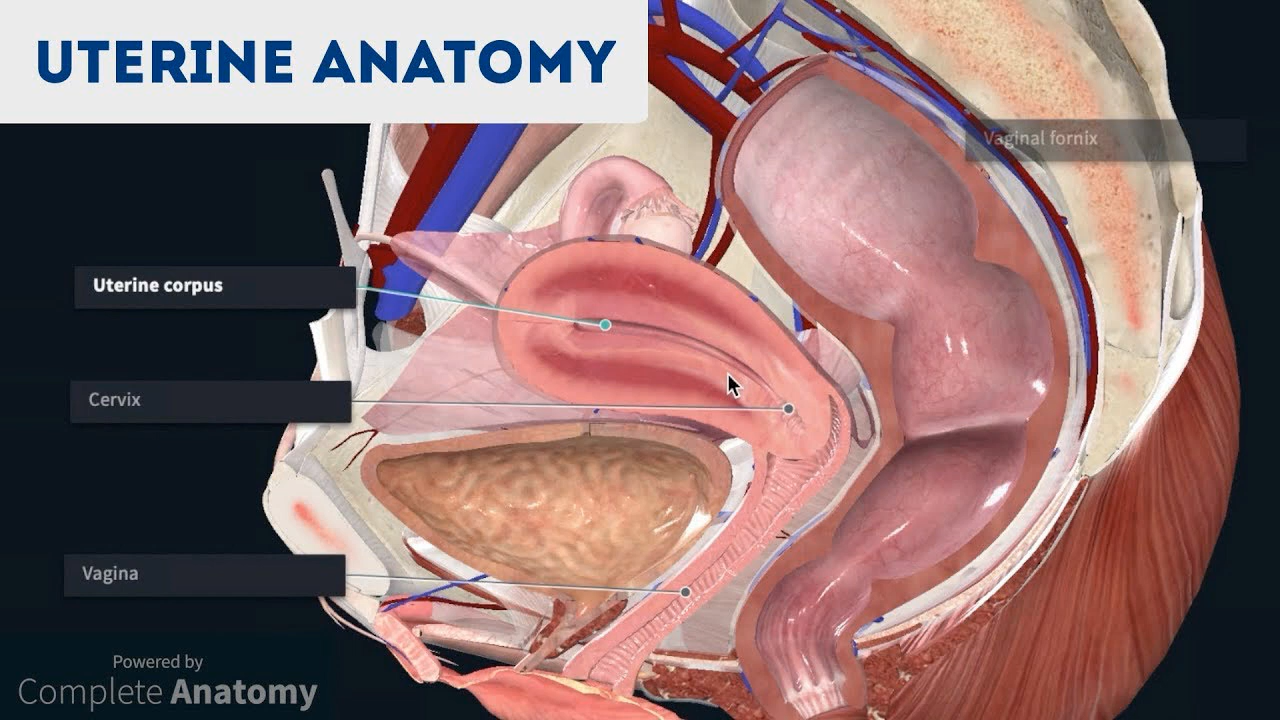 UTERINE ANATOMY
Vaginal fornix
Uterine corpus
Cervix
Vagina
Powered by
Complete Anatomy